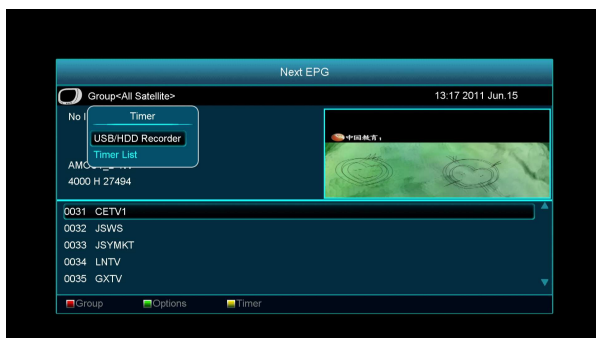 Next EPG
Group<All Satellite>
13:17 2011 Jun.15
No I
Timer
USB/HDD Recorder
Timer List
4000 H 27494
中国教育1
0031 CETV1
0032 JSWS
0033 JSYMKT
0034 LNTV
0035 GXTV
Group
Options
Timer